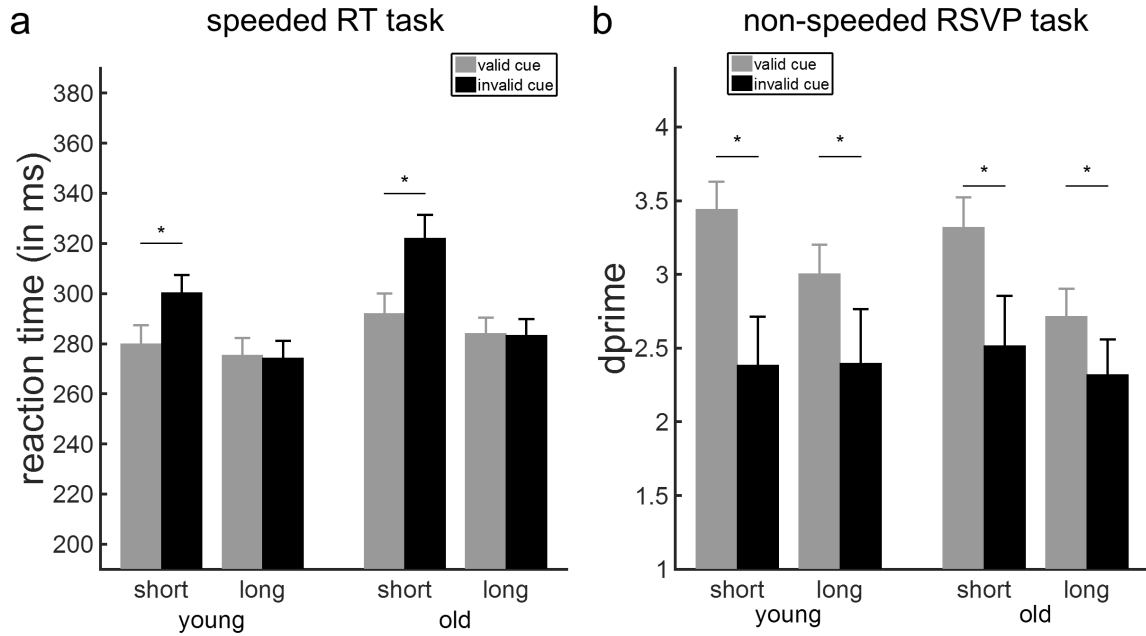 a
speeded RT task
valid cue
invalid cue
reaction time (in ms)
380
360
340
320
300
280
260
240
220
200
*
*
short
long
short
long
young
old
b
non-speeded RSVP task
valid cue
invalid cue
dprime
4
3.5
3
2.5
2
1.5
1
*
*
*
*
short
long
short
long
young
old